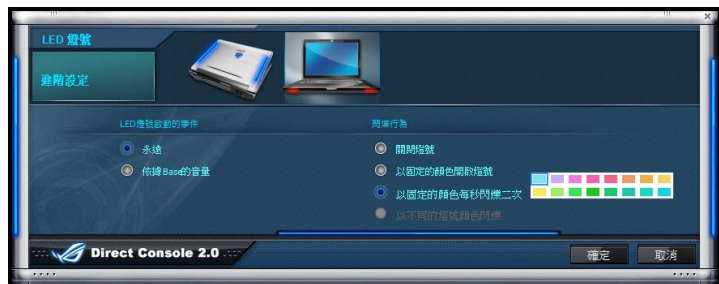 LED 燈號
進階設定
LED燈號啟動的事件
永遠
依據Base的音量
閃爍行為
關閉燈號
以固定的顏色開啟燈號
以固定的顏色每秒閃爍二次
以不同的燈號顏色閃爍
Direct Console 2.0
確定
取消